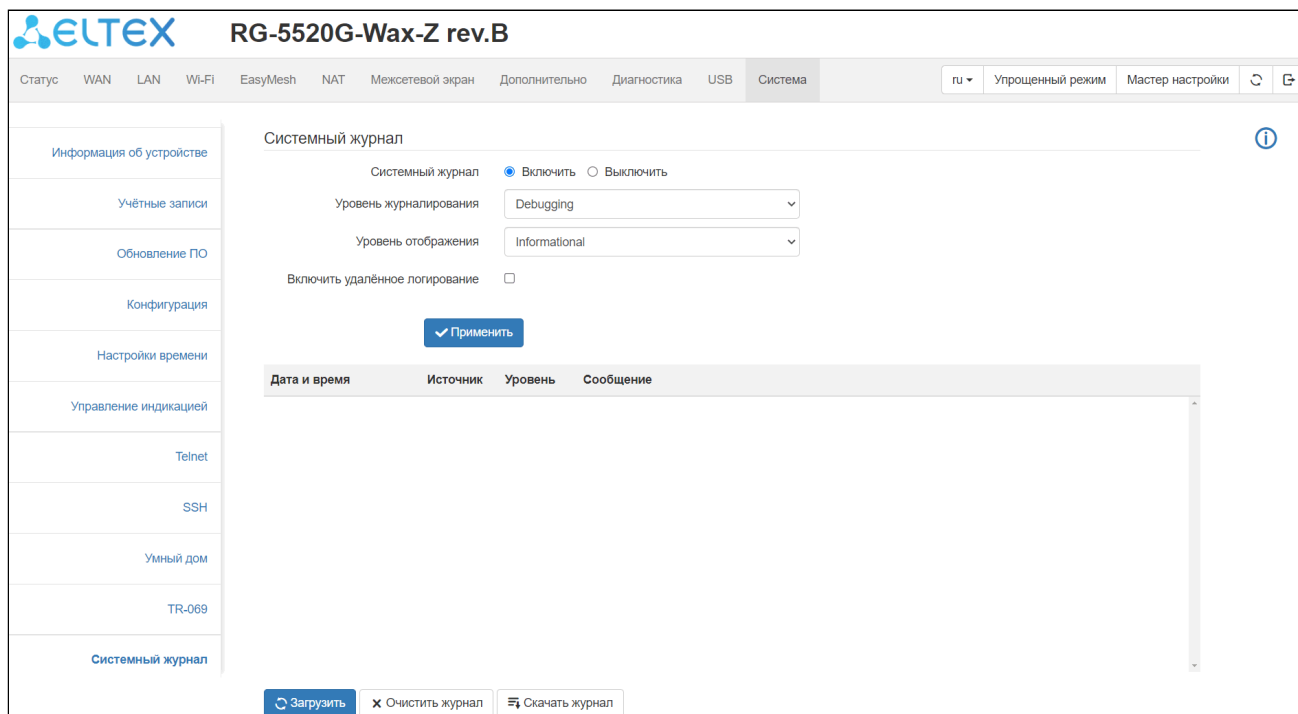 ELTEX RG-5520G-Wax-Z rev.B
Статус WAN LAN Wi-Fi EasyMesh NAT Межсетевой экран Дополнительно Диагностика USB Система ru Упрощенный режим Мастер настройки
Информация об устройстве
Учётные записи
Обновление ПО
Конфигурация
Настройки времени
Управление индикацией
Telnet
SSH
Умный дом
TR-069
Системный журнал
Системный журнал
Системный журнал Включить Выключить
Уровень журналирования Debugging
Уровень отображения Informational
Включить удалённое логирование
Применить
Дата и время Источник Уровень Сообщение
Загрузить Очистить журнал Скачать журнал